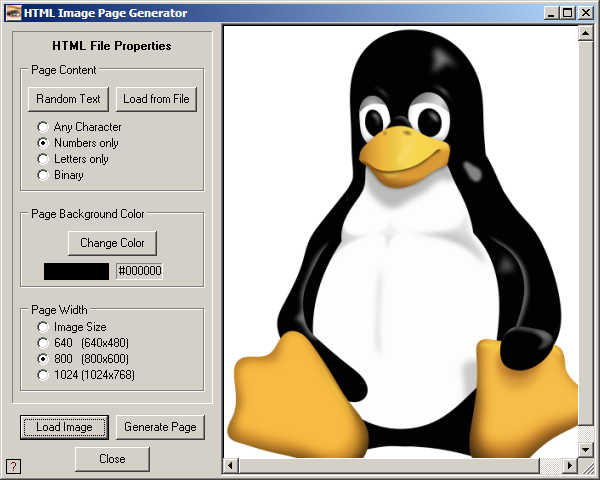 HTML Image Page Generator
HTML File Properties
Page Content
Random Text
Load from File
Any Character
Numbers only
Letters only
Binary
Page Background Color
Change Color
#000000
Page Width
Image Size
640 (640x480)
800 (800x600)
1024 (1024x768)
Load Image
Generate Page
Close
?